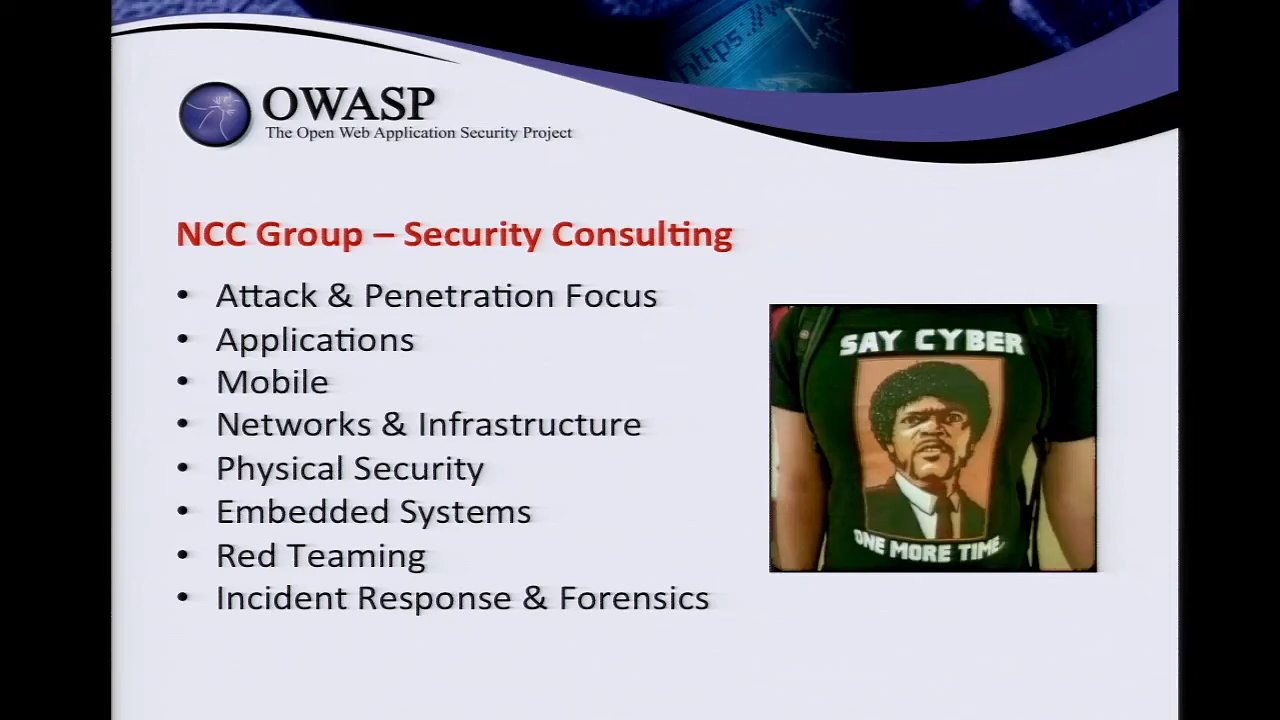 https://w
OWASP
The Open Web Application Security Project
NCC Group – Security Consulting
• Attack & Penetration Focus
• Applications
• Mobile
• Networks & Infrastructure
• Physical Security
• Embedded Systems
• Red Teaming
• Incident Response & Forensics
SAY CYBER
ONE MORE TIME